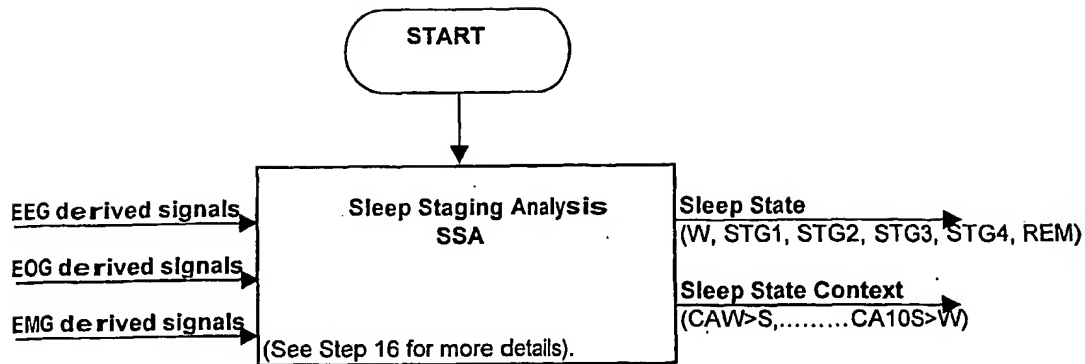 START
Sleep Staging Analysis
SSA
EEG derived signals
EOG derived signals
EMG derived signals
(See Step 16 for more details).
Sleep State
(W, STG1, STG2, STG3, STG4, REM)
Sleep State Context
(CAW>S,.........CA10S>W)